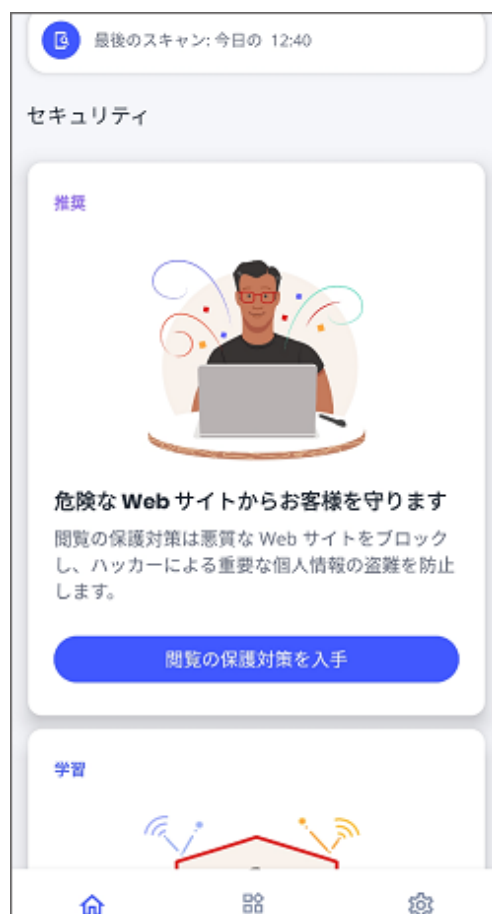 最後のスキャン: 今日の 12:40
セキュリティ
推奨
危険な Web サイトからお客様を守ります
閲覧の保護対策は悪質な Web サイトをブロック
し、ハッカーによる重要な個人情報の盗難を防止
します。
閲覧の保護対策を入手
学習